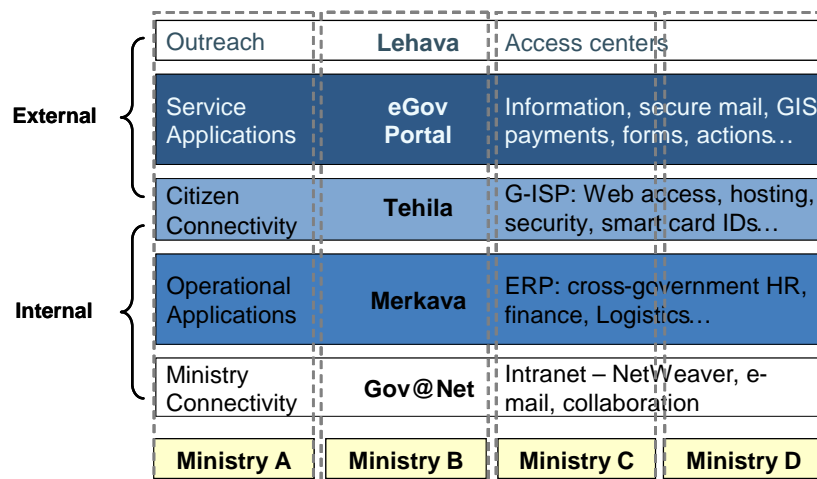 Outreach Lehava Access centers
External
Service Applications
eGov Portal
Information, secure mail, GIS
payments, forms, actions…
Citizen Connectivity
Tehila
G-ISP: Web access, hosting,
security, smart card IDs…
Internal
Operational Applications
Merkava
ERP: cross-government HR,
finance, Logistics…
Ministry Connectivity
Gov@Net
Intranet – NetWeaver, e-
mail, collaboration
Ministry A Ministry B Ministry C Ministry D